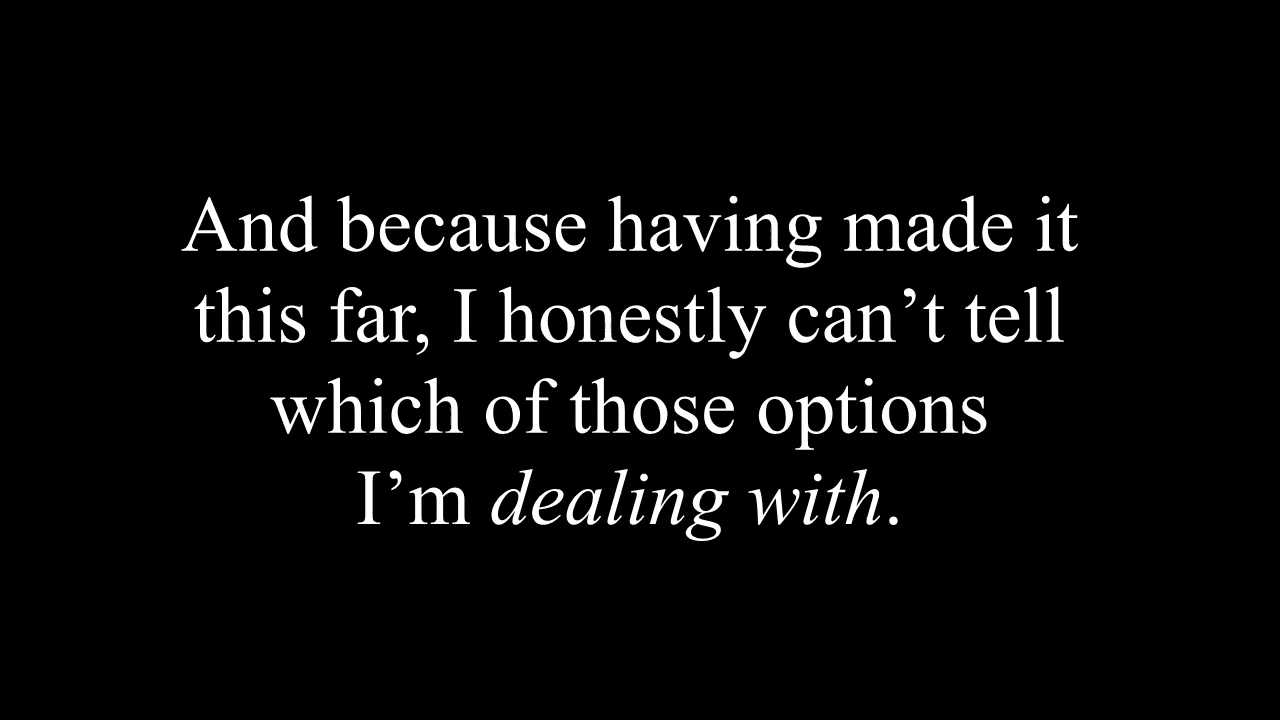 And because having made it
this far, I honestly can’t tell
which of those options
I’m dealing with.